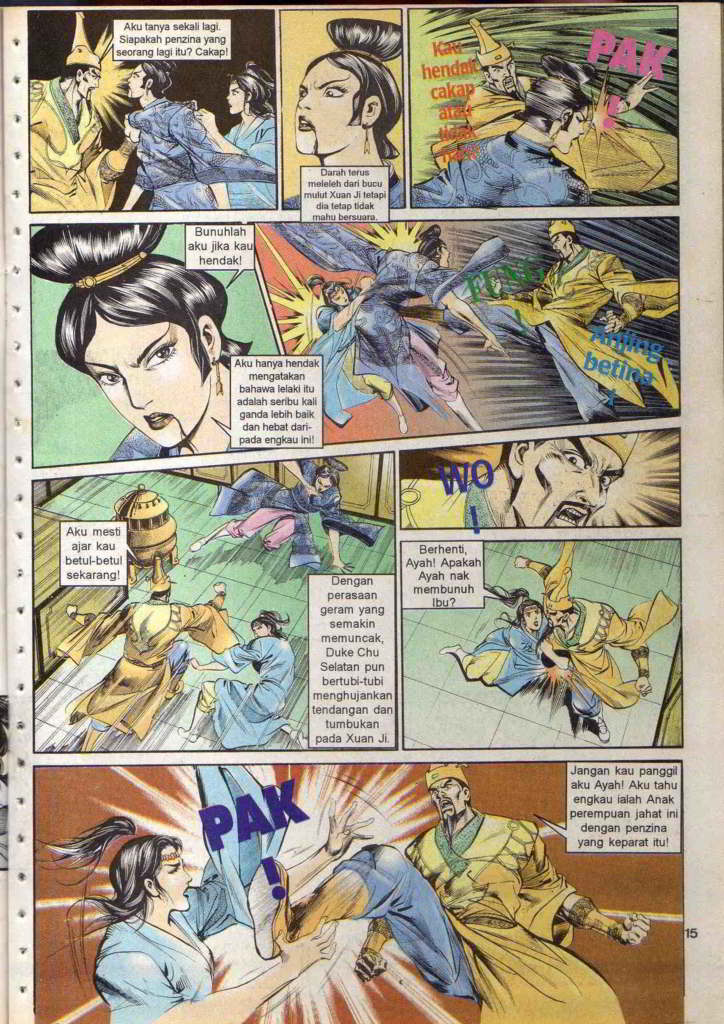 Aku tanya sekali lagi.
Siapakah penzina yang
seorang lagi itu? Cakap!
Darah terus
meleleh dari bucu
mulut Xuan Ji tetapi
dia tetap tidak
mahu bersuara.
Kau
hendak
cakap
atau
tidak
PAK
!
Bunuhlah
aku jika kau
hendak!
Aku hanya hendak
mengatakan
bahawa lelaki itu
adalah seribu kali
ganda lebih baik
dan hebat dari-
pada engkau ini!
PUNG
!
Anjing
betina
!
WO
!
Aku mesti
ajar kau
betul-betul
sekarang!
Dengan
perasaan
geram yang
semakin
memuncak,
Duke Chu
Selatan pun
bertubi-tubi
menghujankan
tendangan dan
tumbukan
pada Xuan Ji.
Berhenti,
Ayah! Apakah
Ayah nak
membunuh
Ibu?
PAK
!
Jangan kau panggil
aku Ayah! Aku tahu
engkau ialah Anak
perempuan jahat ini
dengan penzina
yang keparat itu!
15